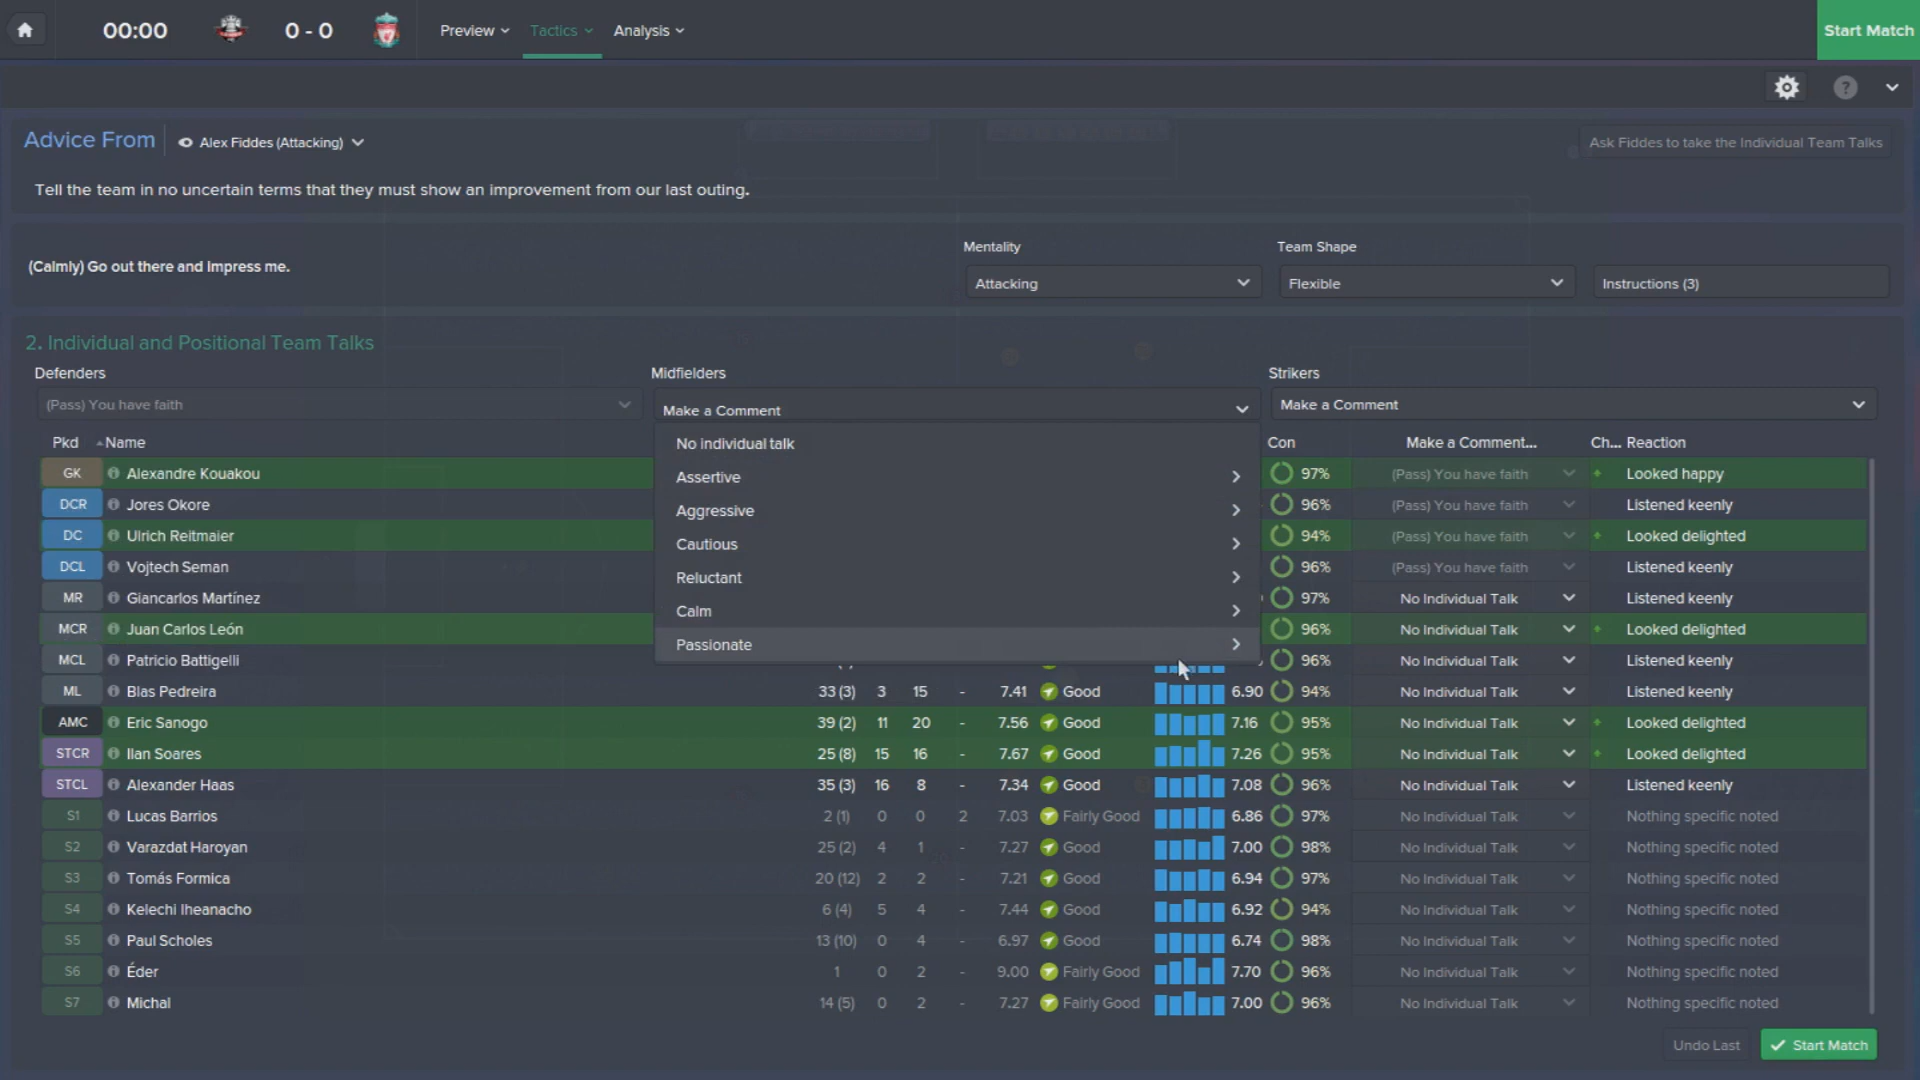 00:00 0 - 0 Preview Tactics Analysis Start Match
?
Advice From Alex Fiddes (Attacking) Ask Fiddes to take the Individual Team Talks
Tell the team in no uncertain terms that they must show an improvement from our last outing.
Mentality Team Shape
(Calmly) Go out there and Impress me.
Attacking Flexible Instructions (3)
2. Individual and Positional Team Talks
Defenders Midfielders Strikers
(Pass) You have faith Make a Comment Make a Comment
Pkd Name Con Make a Comment... Ch... Reaction
No individual talk
Assertive
Aggressive
Cautious
Reluctant
Calm
Passionate
GK Alexandre Kouakou 97% (Pass) You have faith Looked happy
DCR Jores Okore 96% (Pass) You have faith Listened keenly
DC Ulrich Reitmaier 94% (Pass) You have faith Looked delighted
DCL Vojtech Seman 96% (Pass) You have faith Listened keenly
MR Giancarlos Martínez 97% No Individual Talk Listened keenly
MCR Juan Carlos León 96% No Individual Talk Looked delighted
MCL Patricio Battigelli 96% No Individual Talk Listened keenly
ML Blas Pedreira 33 (3) 3 15 - 7.41 Good 6.90 94% No Individual Talk Listened keenly
AMC Eric Sanogo 39 (2) 11 20 - 7.56 Good 7.16 95% No Individual Talk Looked delighted
STCR Ilan Soares 25 (8) 15 16 - 7.67 Good 7.26 95% No Individual Talk Looked delighted
STCL Alexander Haas 35 (3) 16 8 - 7.34 Good 7.08 96% No Individual Talk Listened keenly
S1 Lucas Barrios 2 (1) 0 0 2 7.03 Fairly Good 6.86 97% No Individual Talk Nothing specific noted
S2 Varazdat Haroyan 25 (2) 4 1 - 7.27 Good 7.00 98% No Individual Talk Nothing specific noted
S3 Tomás Formica 20 (12) 2 2 - 7.21 Good 6.94 97% No Individual Talk Nothing specific noted
S4 Kelechi Iheanacho 6 (4) 5 4 - 7.44 Good 6.92 94% No Individual Talk Nothing specific noted
S5 Paul Scholes 13 (10) 0 4 - 6.97 Good 6.74 98% No Individual Talk Nothing specific noted
S6 Éder 1 0 2 - 9.00 Fairly Good 7.70 96% No Individual Talk Nothing specific noted
S7 Michal 14 (5) 0 2 - 7.27 Fairly Good 7.00 96% No Individual Talk Nothing specific noted
Undo Last Start Match